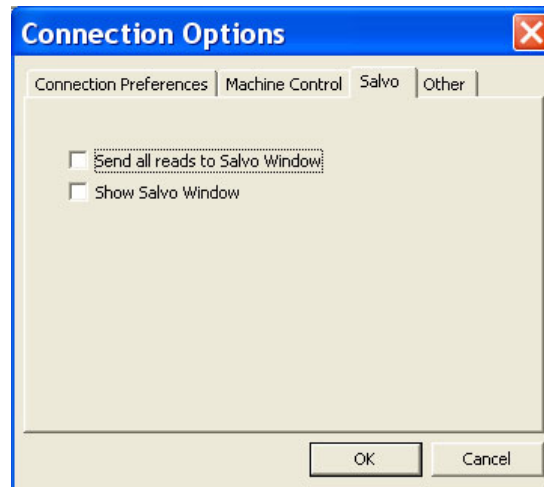 Connection Options
Connection Preferences Machine Control Salvo Other
Send all reads to Salvo Window
Show Salvo Window
OK Cancel